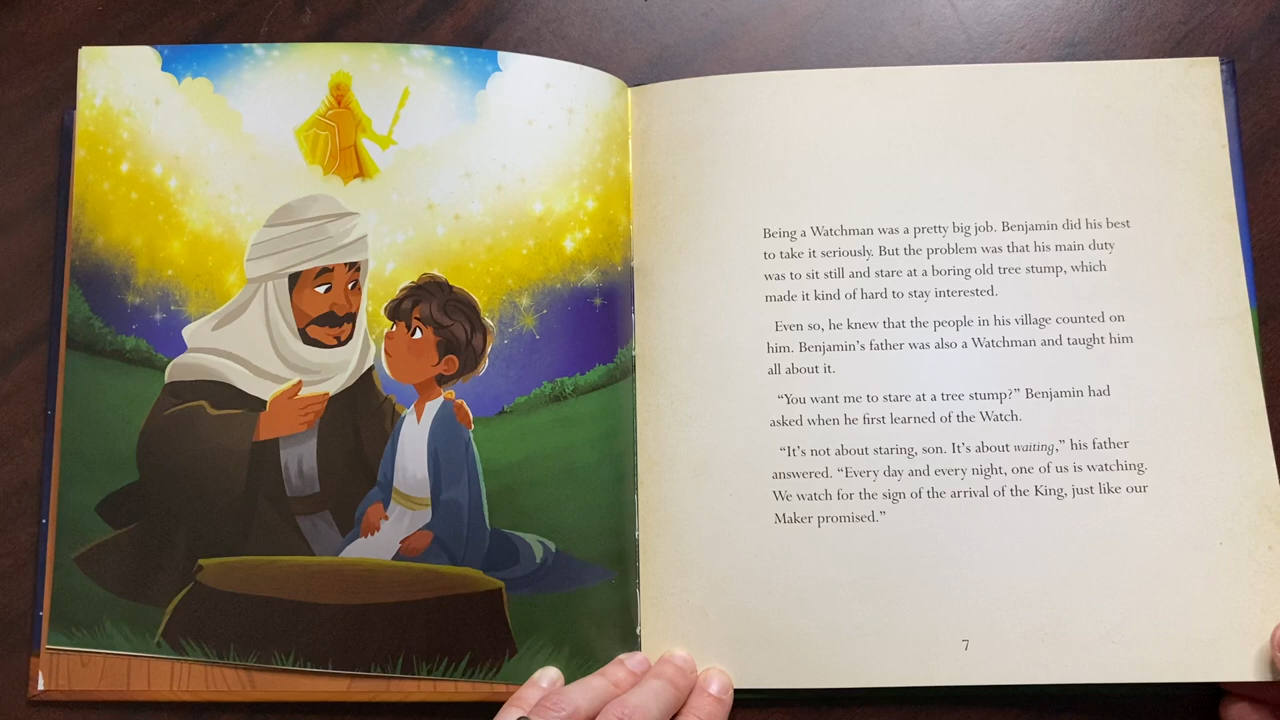 Being a Watchman was a pretty big job. Benjamin did his best
to take it seriously. But the problem was that his main duty
was to sit still and stare at a boring old tree stump, which
made it kind of hard to stay interested.
Even so, he knew that the people in his village counted on
him. Benjamin’s father was also a Watchman and taught him
all about it.
“You want me to stare at a tree stump?” Benjamin had
asked when he first learned of the Watch.
“It’s not about staring, son. It’s about waiting,” his father
answered. “Every day and every night, one of us is watching.
We watch for the sign of the arrival of the King, just like our
Maker promised.”
7